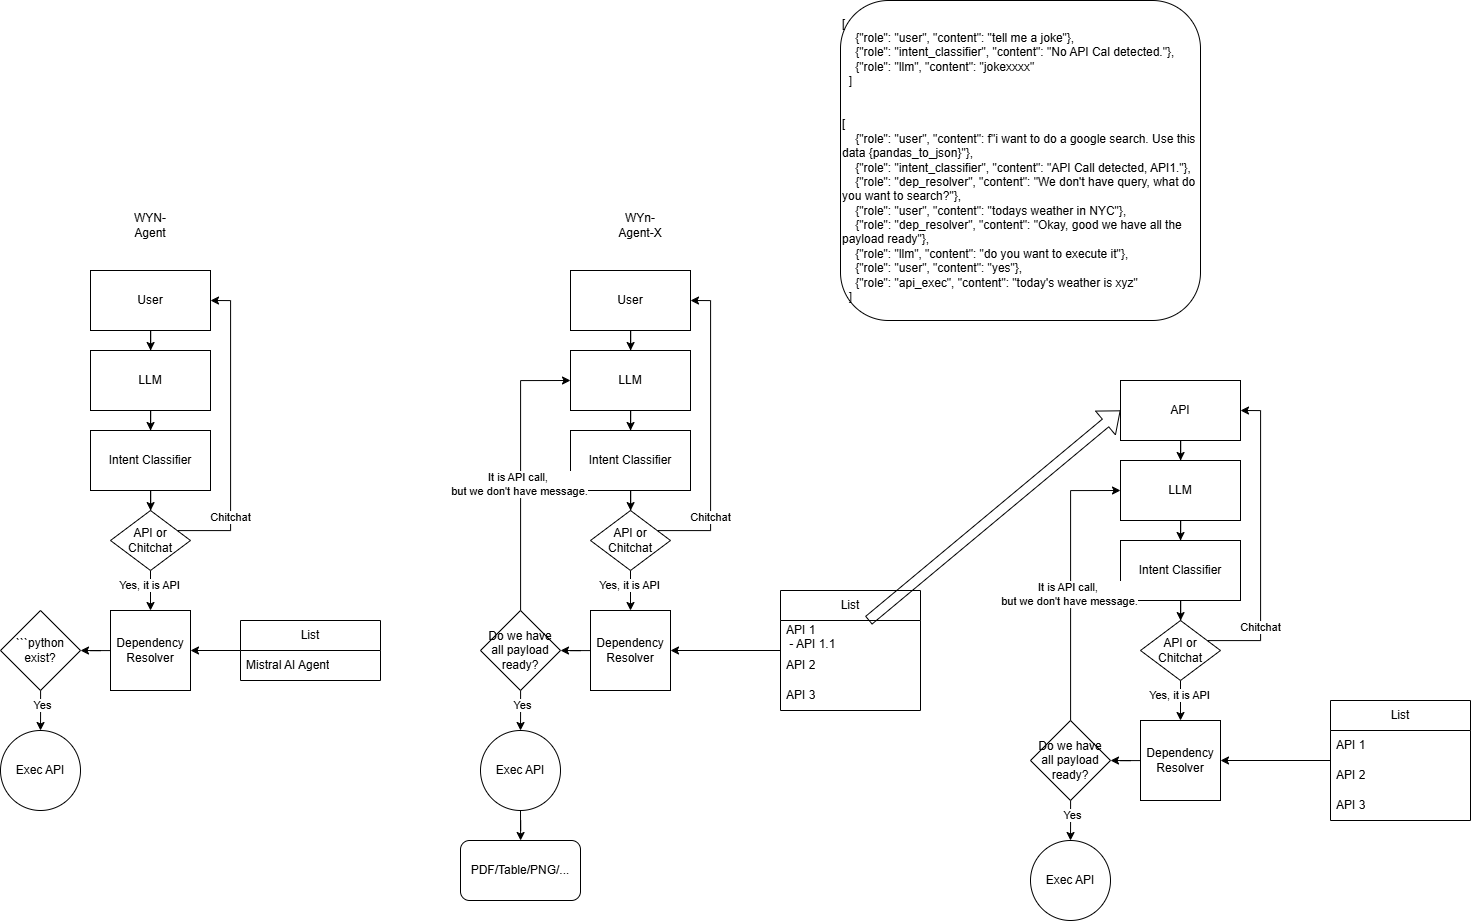 [
{"role": "user", "content": "tell me a joke"},
{"role": "intent_classifier", "content": "No API Cal detected."},
{"role": "llm", "content": "jokexxxx"
]
[
{"role": "user", "content": f"i want to do a google search. Use this
data {pandas_to_json}"},
{"role": "intent_classifier", "content": "API Call detected, API1."},
{"role": "dep_resolver", "content": "We don't have query, what do
you want to search?"},
{"role": "user", "content": "todays weather in NYC"},
{"role": "dep_resolver", "content": "Okay, good we have all the
payload ready"},
{"role": "llm", "content": "do you want to execute it"},
{"role": "user", "content": "yes"},
{"role": "api_exec", "content": "today's weather is xyz"
]
WYN-
Agent
User
LLM
Intent Classifier
Chitchat
API or
Chitchat
Yes, it is API
Dependency
Resolver
List
Mistral AI Agent
```python
exist?
Yes
Exec API
WYn-
Agent-X
User
LLM
Intent Classifier
It is API call,
but we don't have message.
Chitchat
API or
Chitchat
Yes, it is API
Dependency
Resolver
Do we have
all payload
ready?
Yes
Exec API
PDF/Table/PNG/...
List
API 1
- API 1.1
API 2
API 3
API
LLM
Intent Classifier
It is API call,
but we don't have message.
Chitchat
API or
Chitchat
Yes, it is API
Dependency
Resolver
Do we have
all payload
ready?
Yes
Exec API
List
API 1
API 2
API 3